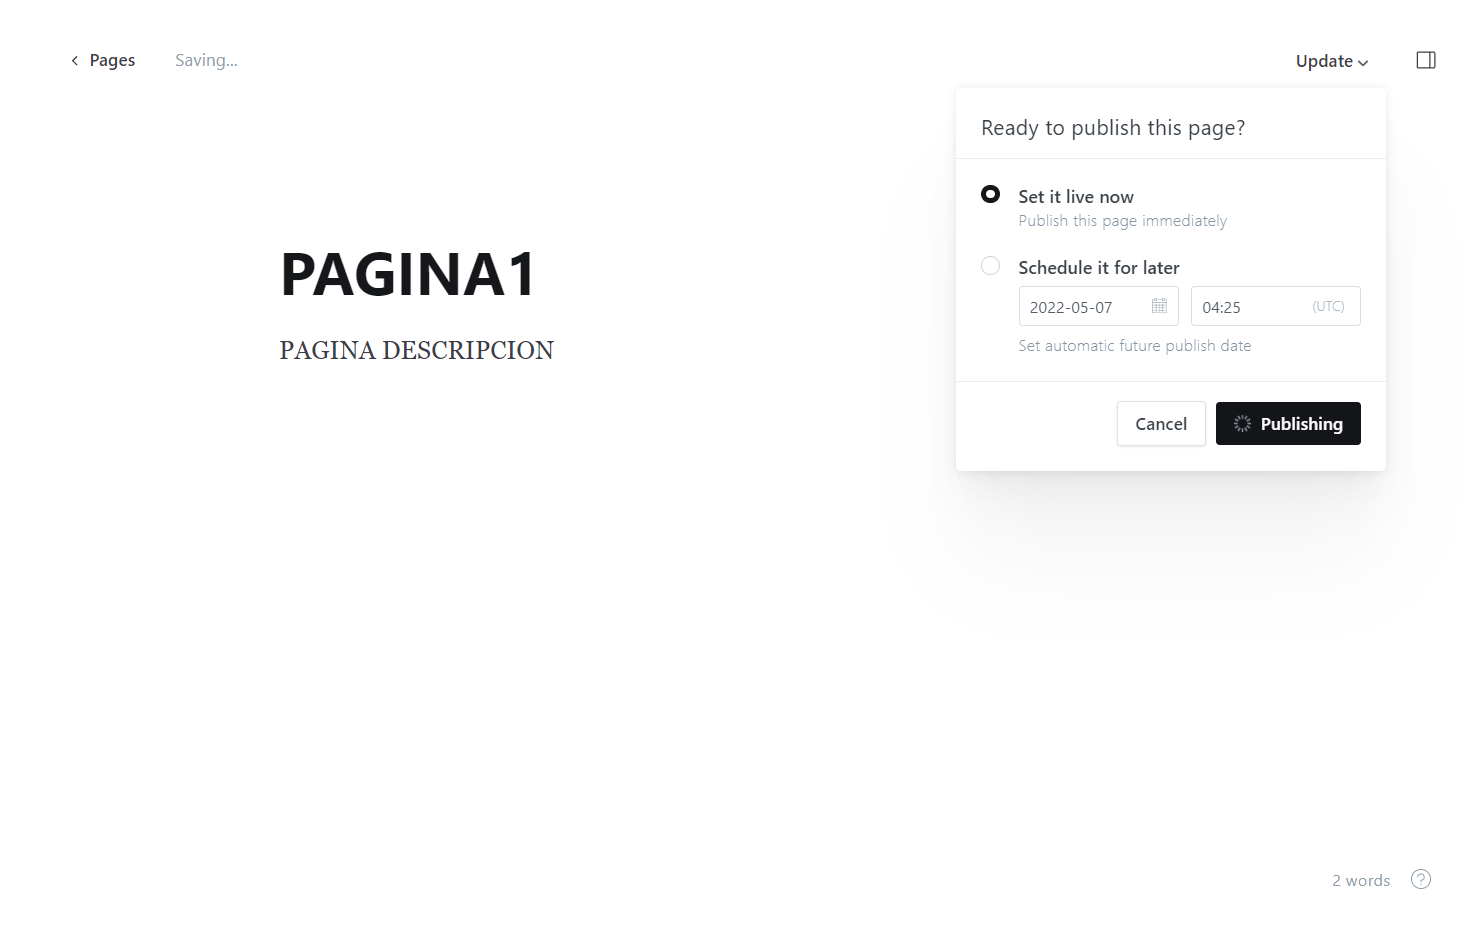 Pages
Saving...
Update
Ready to publish this page?
Set it live now
Publish this page immediately
Schedule it for later
2022-05-07
04:25
(UTC)
Set automatic future publish date
Cancel
Publishing
PAGINA1
PAGINA DESCRIPCION
2 words
?